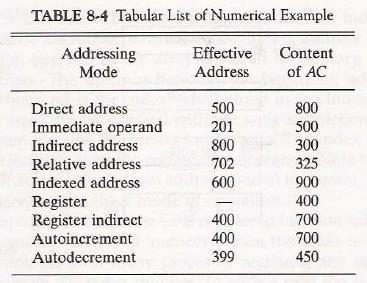 TABLE 8-4 Tabular List of Numerical Example
Addressing Mode Effective Address Content of AC
Direct address 500 800
Immediate operand 201 500
Indirect address 800 300
Relative address 702 325
Indexed address 600 900
Register — 400
Register indirect 400 700
Autoincrement 400 700
Autodecrement 399 450